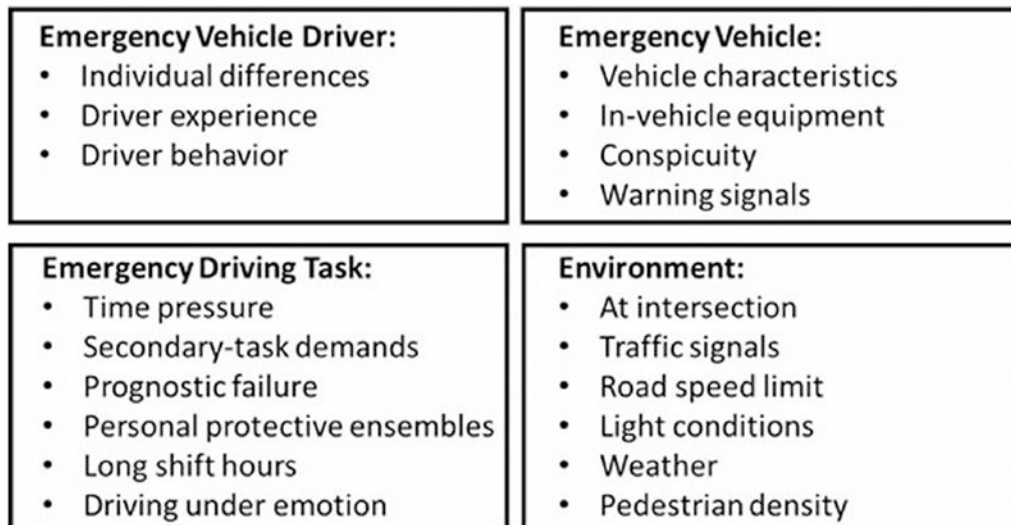 Emergency Vehicle Driver:
• Individual differences
• Driver experience
• Driver behavior
Emergency Vehicle:
• Vehicle characteristics
• In-vehicle equipment
• Conspicuity
• Warning signals
Emergency Driving Task:
• Time pressure
• Secondary-task demands
• Prognostic failure
• Personal protective ensembles
• Long shift hours
• Driving under emotion
Environment:
• At intersection
• Traffic signals
• Road speed limit
• Light conditions
• Weather
• Pedestrian density